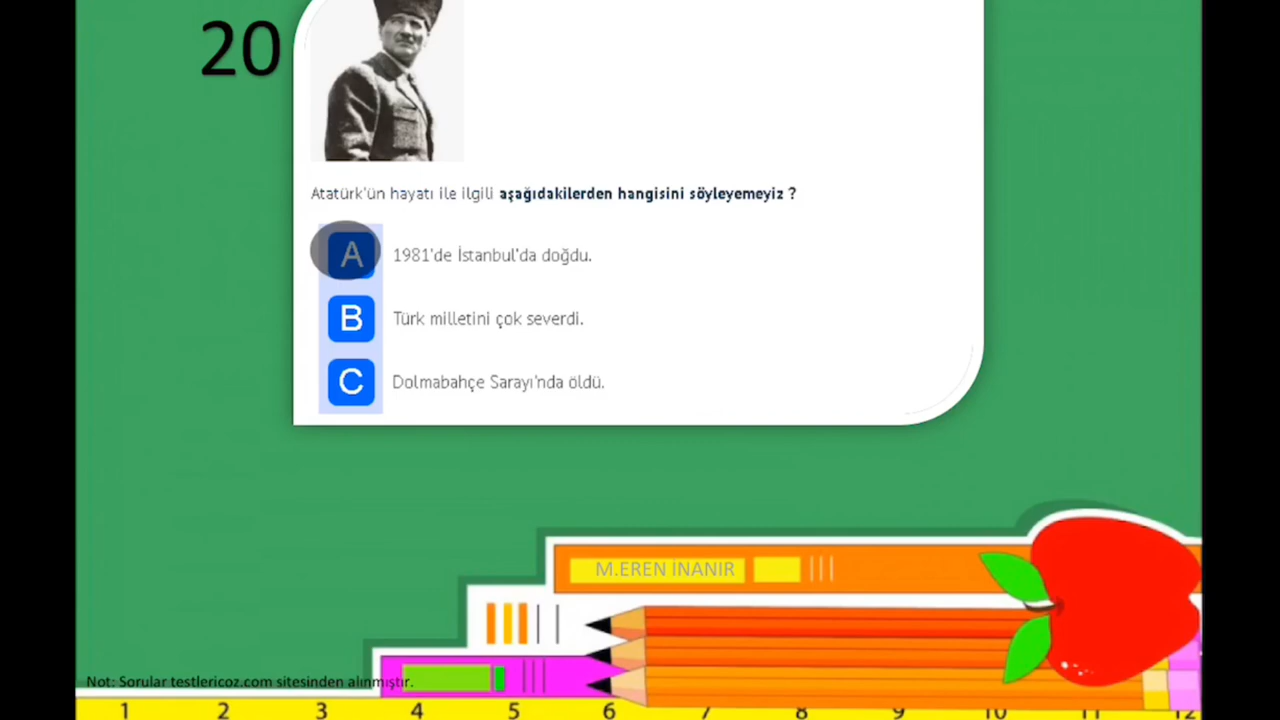 20
Atatürk'ün hayatı ile ilgili aşağıdakilerden hangisini söyleyemeyiz ?
A 1981'de İstanbul'da doğdu.
B Türk milletini çok severdi.
C Dolmabahçe Sarayı'nda öldü.
M.EREN INANIR
Not: Sorular testlericoz.com sitesinden alınmıştır.
1 2 3 4 5 6 7 8 9 10 11 12